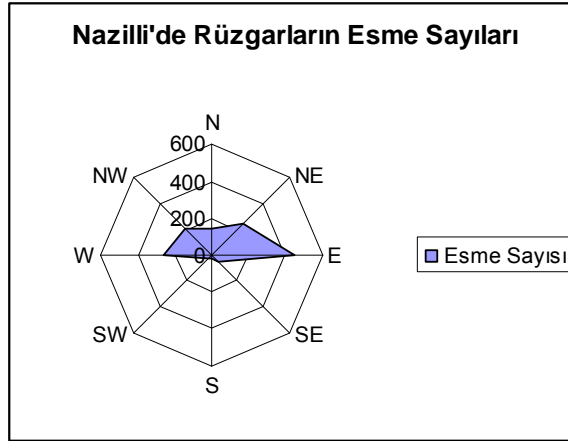 Nazilli'de Rüzgarların Esme Sayıları
N
600
NW
NE
400
200
W
0
E
Esme Sayısı
SW
SE
S